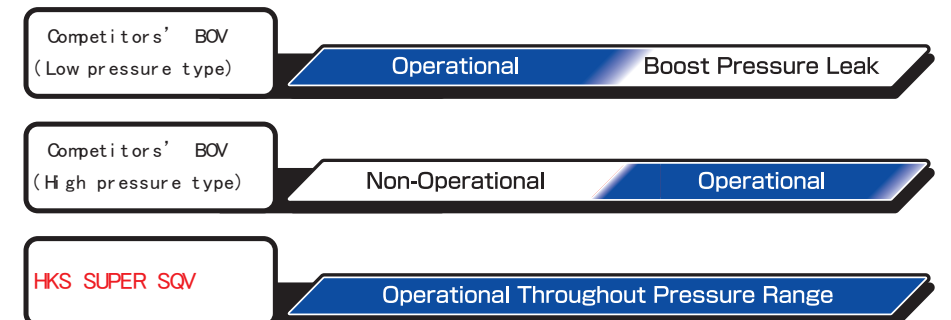 Competitors' BOV
(Low pressure type)
Operational Boost Pressure Leak
Competitors' BOV
(High pressure type)
Non-Operational Operational
HKS SUPER SQV
Operational Throughout Pressure Range